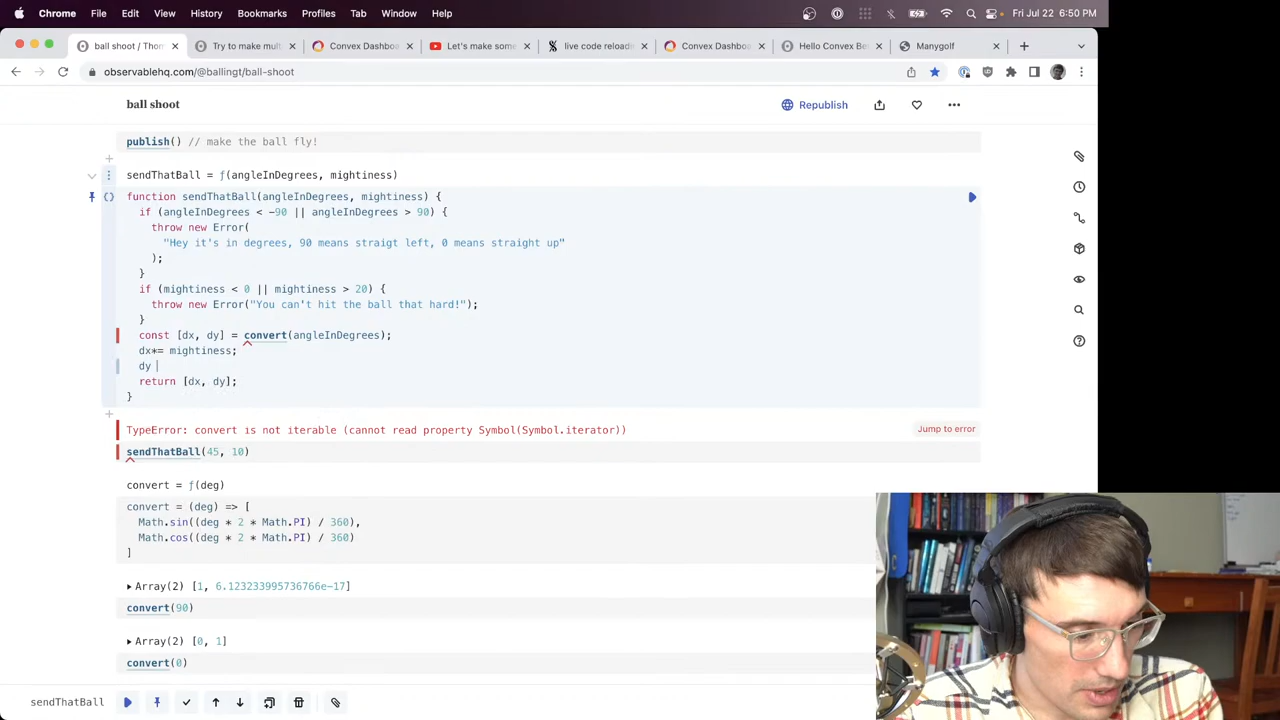 Chrome File Edit View History Bookmarks Profiles Tab Window Help Fri Jul 22 6:50 PM
ball shoot / Thom
Try to make mult
Convex Dashboa
Let's make some
live code reloadi
Convex Dashboa
Hello Convex Be
Manygolf
observablehq.com/@ballingt/ball-shoot
ball shoot
Republish
publish() // make the ball fly!
sendThatBall = ƒ(angleInDegrees, mightiness)
function sendThatBall(angleInDegrees, mightiness) {
if (angleInDegrees < -90 || angleInDegrees > 90) {
throw new Error(
"Hey it's in degrees, 90 means straigt left, 0 means straight up"
);
}
if (mightiness < 0 || mightiness > 20) {
throw new Error("You can't hit the ball that hard!");
}
const [dx, dy] = convert(angleInDegrees);
dx*= mightiness;
dy
return [dx, dy];
}
TypeError: convert is not iterable (cannot read property Symbol(Symbol.iterator))
Jump to error
sendThatBall(45, 10)
convert = ƒ(deg)
convert = (deg) => [
Math.sin((deg * 2 * Math.PI) / 360),
Math.cos((deg * 2 * Math.PI) / 360)
]
Array(2) [1, 6.123233995736766e-17]
convert(90)
Array(2) [0, 1]
convert(0)
sendThatBall